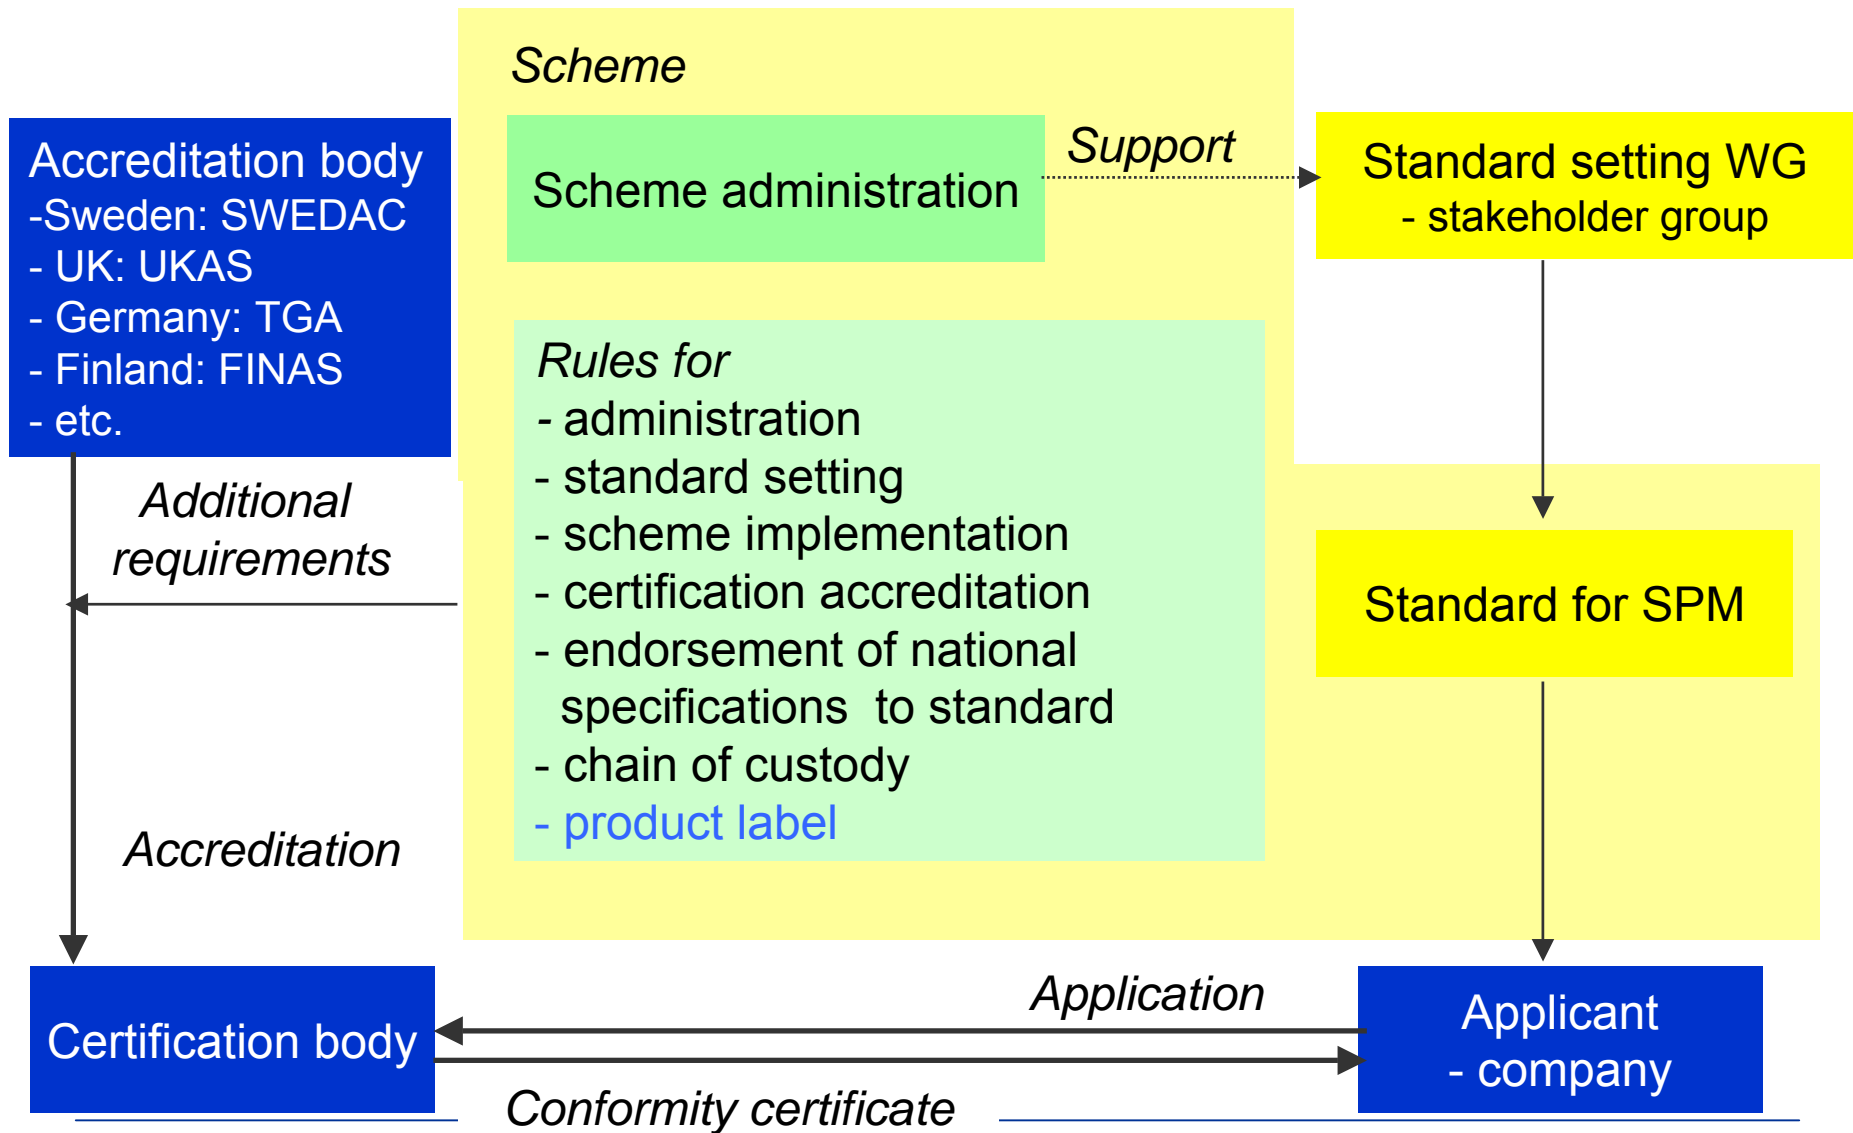 Scheme
Accreditation body
-Sweden: SWEDAC
- UK: UKAS
- Germany: TGA
- Finland: FINAS
- etc.
Scheme administration
Support
Standard setting WG
- stakeholder group
Rules for
- administration
- standard setting
- scheme implementation
- certification accreditation
- endorsement of national
specifications to standard
- chain of custody
- product label
Additional
requirements
Standard for SPM
Accreditation
Certification body
Application
Applicant
- company
Conformity certificate